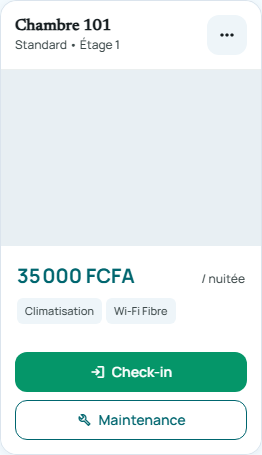 Chambre 101
Standard • Étage 1
35 000 FCFA
/ nuitée
Climatisation
Wi-Fi Fibre
Check-in
Maintenance